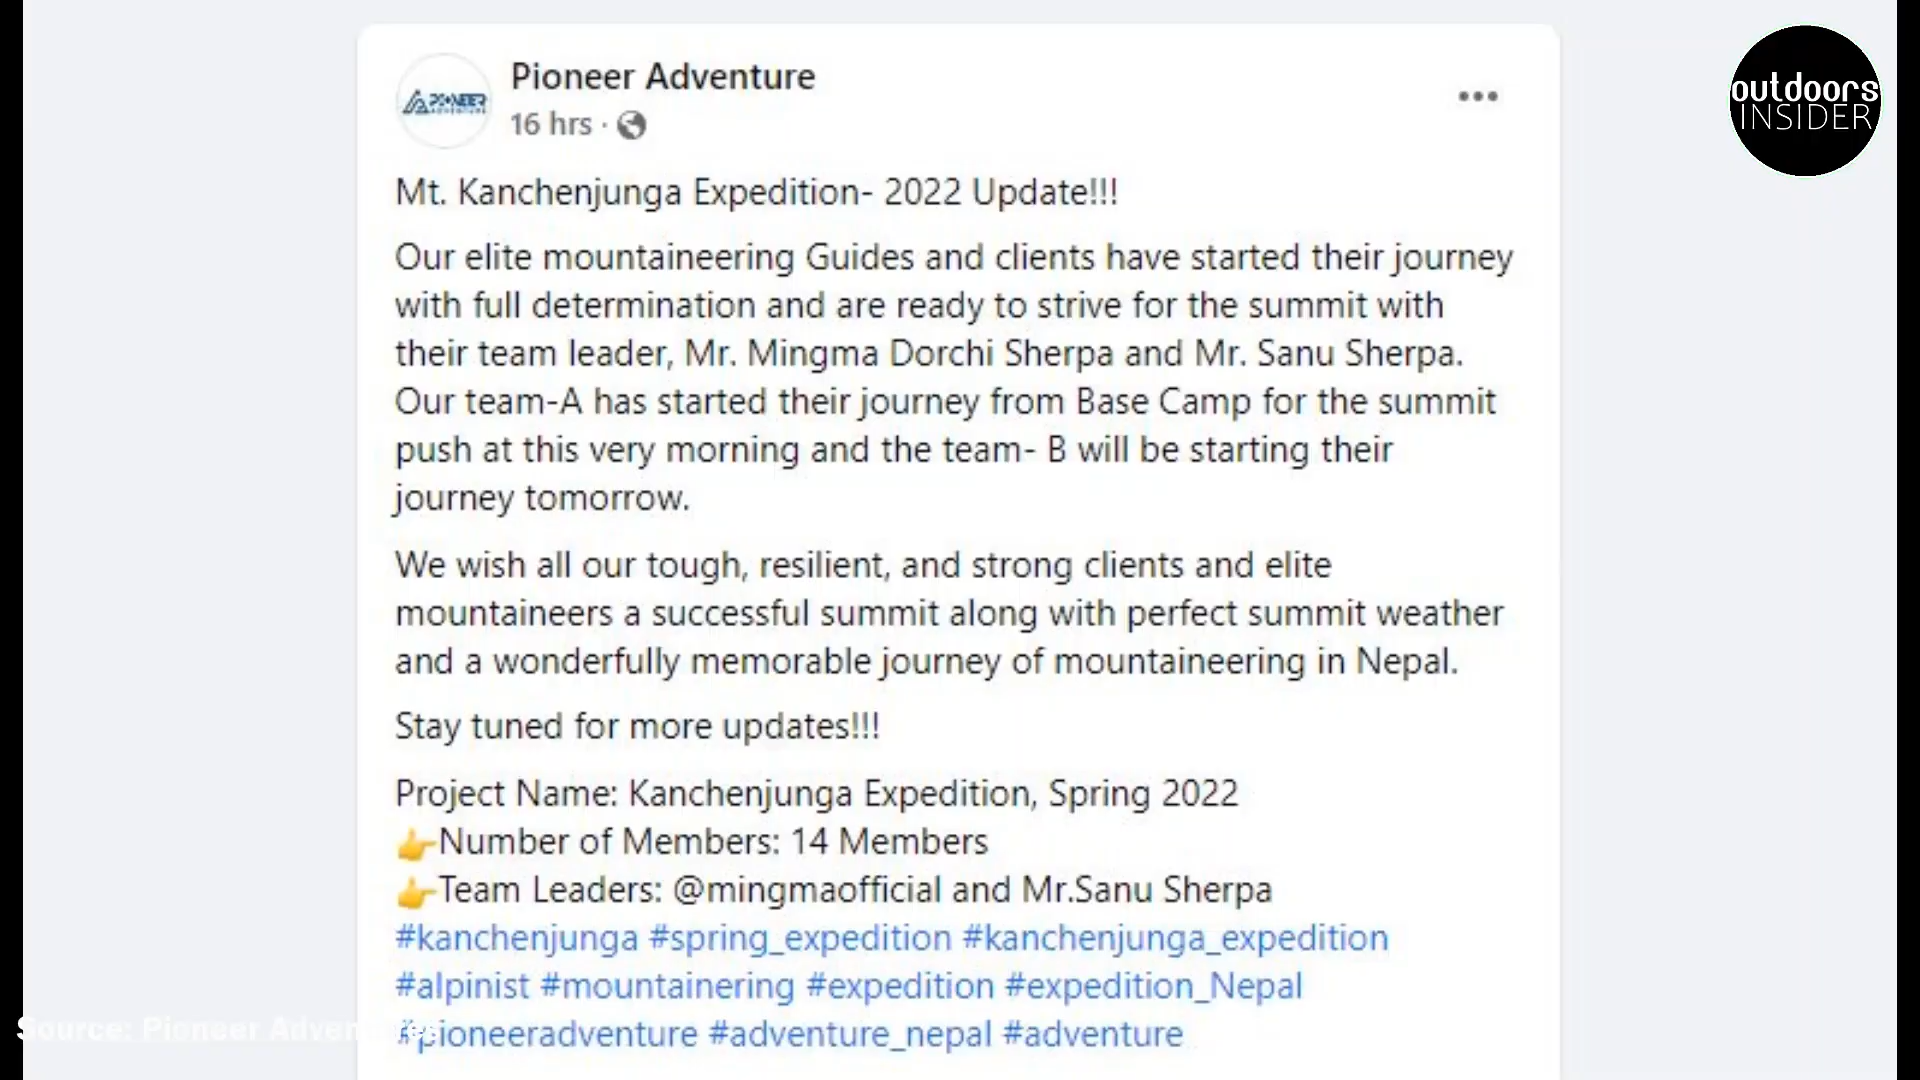 Pioneer Adventure
16 hrs ·
Mt. Kanchenjunga Expedition- 2022 Update!!!
Our elite mountaineering Guides and clients have started their journey
with full determination and are ready to strive for the summit with
their team leader, Mr. Mingma Dorchi Sherpa and Mr. Sanu Sherpa.
Our team-A has started their journey from Base Camp for the summit
push at this very morning and the team- B will be starting their
journey tomorrow.
We wish all our tough, resilient, and strong clients and elite
mountaineers a successful summit along with perfect summit weather
and a wonderfully memorable journey of mountaineering in Nepal.
Stay tuned for more updates!!!
Project Name: Kanchenjunga Expedition, Spring 2022
👉Number of Members: 14 Members
👉Team Leaders: @mingmaofficial and Mr.Sanu Sherpa
#kanchenjunga #spring_expedition #kanchenjunga_expedition
#alpinist #mountainering #expedition #expedition_Nepal
#pioneeradventure #adventure_nepal #adventure
PIONEER
ADVENTURE
outdoors
INSIDER
Source: Pioneer